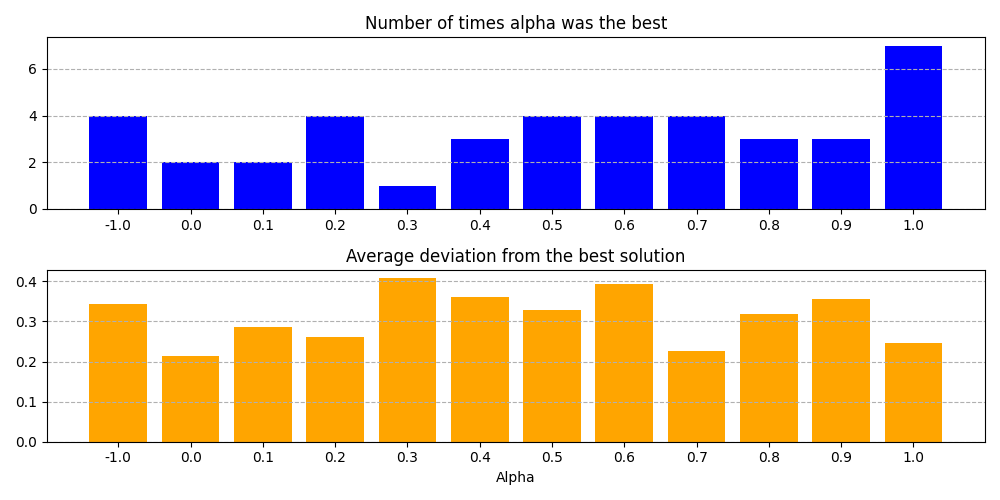 Number of times alpha was the best
6
4
2
0
-1.0 0.0 0.1 0.2 0.3 0.4 0.5 0.6 0.7 0.8 0.9 1.0
Average deviation from the best solution
0.4
0.3
0.2
0.1
0.0
-1.0 0.0 0.1 0.2 0.3 0.4 0.5 0.6 0.7 0.8 0.9 1.0
Alpha